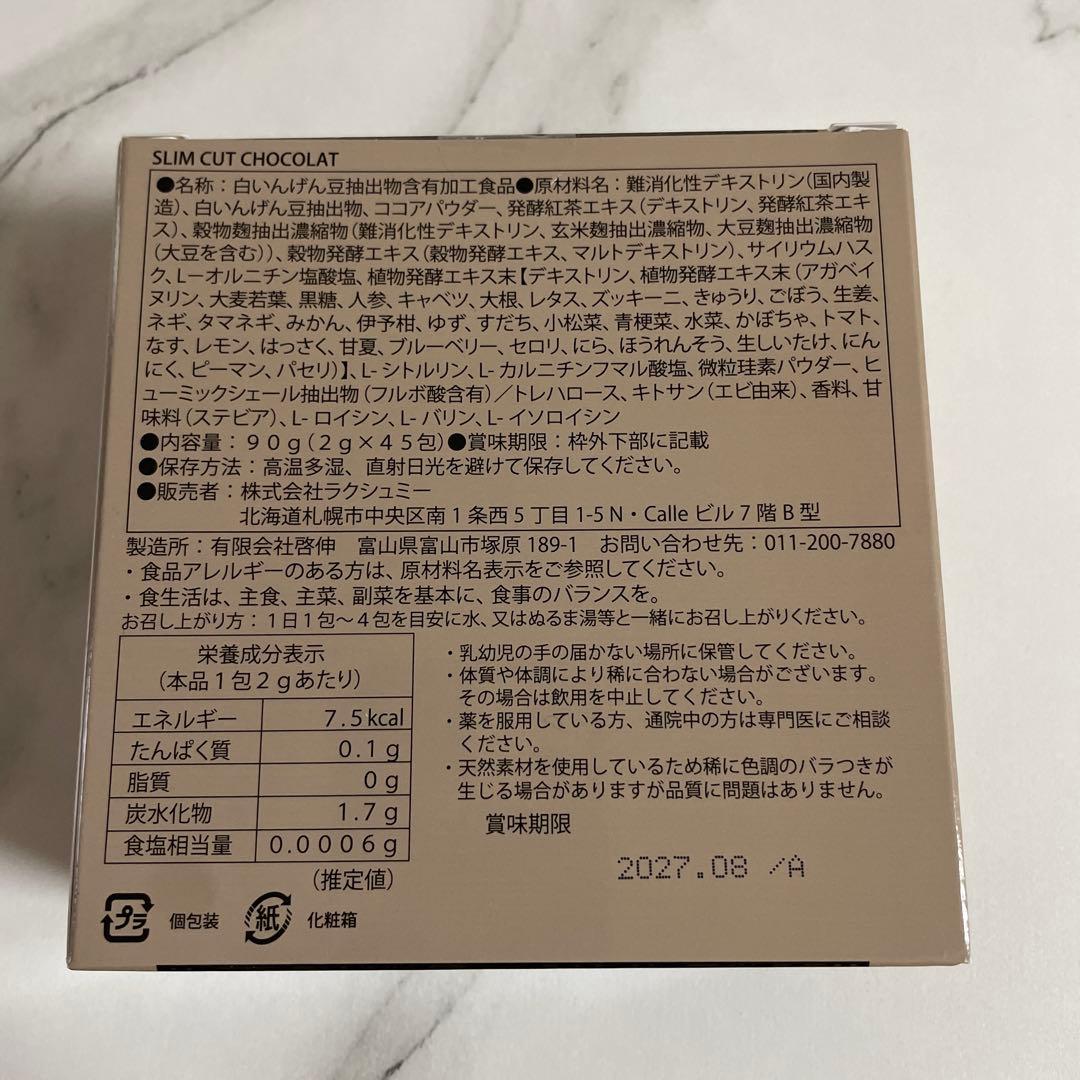 SLIM CUT CHOCOLAT
●名称：白いんげん豆抽出物含有加工食品●原材料名：難消化性デキストリン（国内製
造）、白いんげん豆抽出物、ココアパウダー、発酵紅茶エキス（デキストリン、発酵紅茶エキ
ス）、穀物麹抽出濃縮物（難消化性デキストリン、玄米麹抽出濃縮物、大豆麹抽出濃縮物
（大豆を含む））、穀物発酵エキス（穀物発酵エキス、マルトデキストリン）、サイリウムハス
ク、L－オルニチン塩酸塩、植物発酵エキス末【デキストリン、植物発酵エキス末（アガベイ
ヌリン、大麦若葉、黒糖、人参、キャベツ、大根、レタス、ズッキーニ、きゅうり、ごぼう、生姜、
ネギ、タマネギ、みかん、伊予柑、ゆず、すだち、小松菜、青梗菜、水菜、かぼちゃ、トマト、
なす、レモン、はっさく、甘夏、ブルーベリー、セロリ、にら、ほうれんそう、生しいたけ、にん
にく、ピーマン、パセリ）】、L-シトルリン、L-カルニチンフマル酸塩、微粒珪素パウダー、ヒ
ューミックシェール抽出物（フルボ酸含有）／トレハロース、キトサン（エビ由来）、香料、甘
味料（ステビア）、L-ロイシン、L-バリン、L-イソロイシン
●内容量：90g（2g×45包）●賞味期限：枠外下部に記載
●保存方法：高温多湿、直射日光を避けて保存してください。
●販売者：株式会社ラクシュミー
北海道札幌市中央区南1条西5丁目1-5 N・Calle ビル7階B型
製造所：有限会社啓伸 富山県富山市塚原189-1 お問い合わせ先：011-200-7880
・食品アレルギーのある方は、原材料名表示をご参照してください。
・食生活は、主食、主菜、副菜を基本に、食事のバランスを。
お召し上がり方：1日1包～4包を目安に水、又はぬるま湯等と一緒にお召し上がりください。
栄養成分表示
（本品1包2gあたり）
エネルギー 7.5kcal
たんぱく質 0.1g
脂質 0g
炭水化物 1.7g
食塩相当量 0.0006g
（推定値）
・乳幼児の手の届かない場所に保管してください。
・体質や体調により稀に合わない場合がございます。
その場合は飲用を中止してください。
・薬を服用している方、通院中の方は専門医にご相談
ください。
・天然素材を使用しているため稀に色調のバラつきが
生じる場合がありますが品質に問題はありません。
賞味期限
2027.08 /A
プラ 個包装 紙 化粧箱